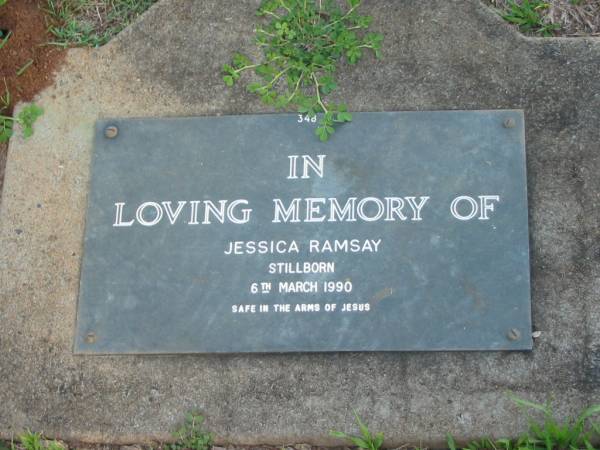 348
IN
LOVING MEMORY OF
JESSICA RAMSAY
STILLBORN
6TH MARCH 1990
SAFE IN THE ARMS OF JESUS